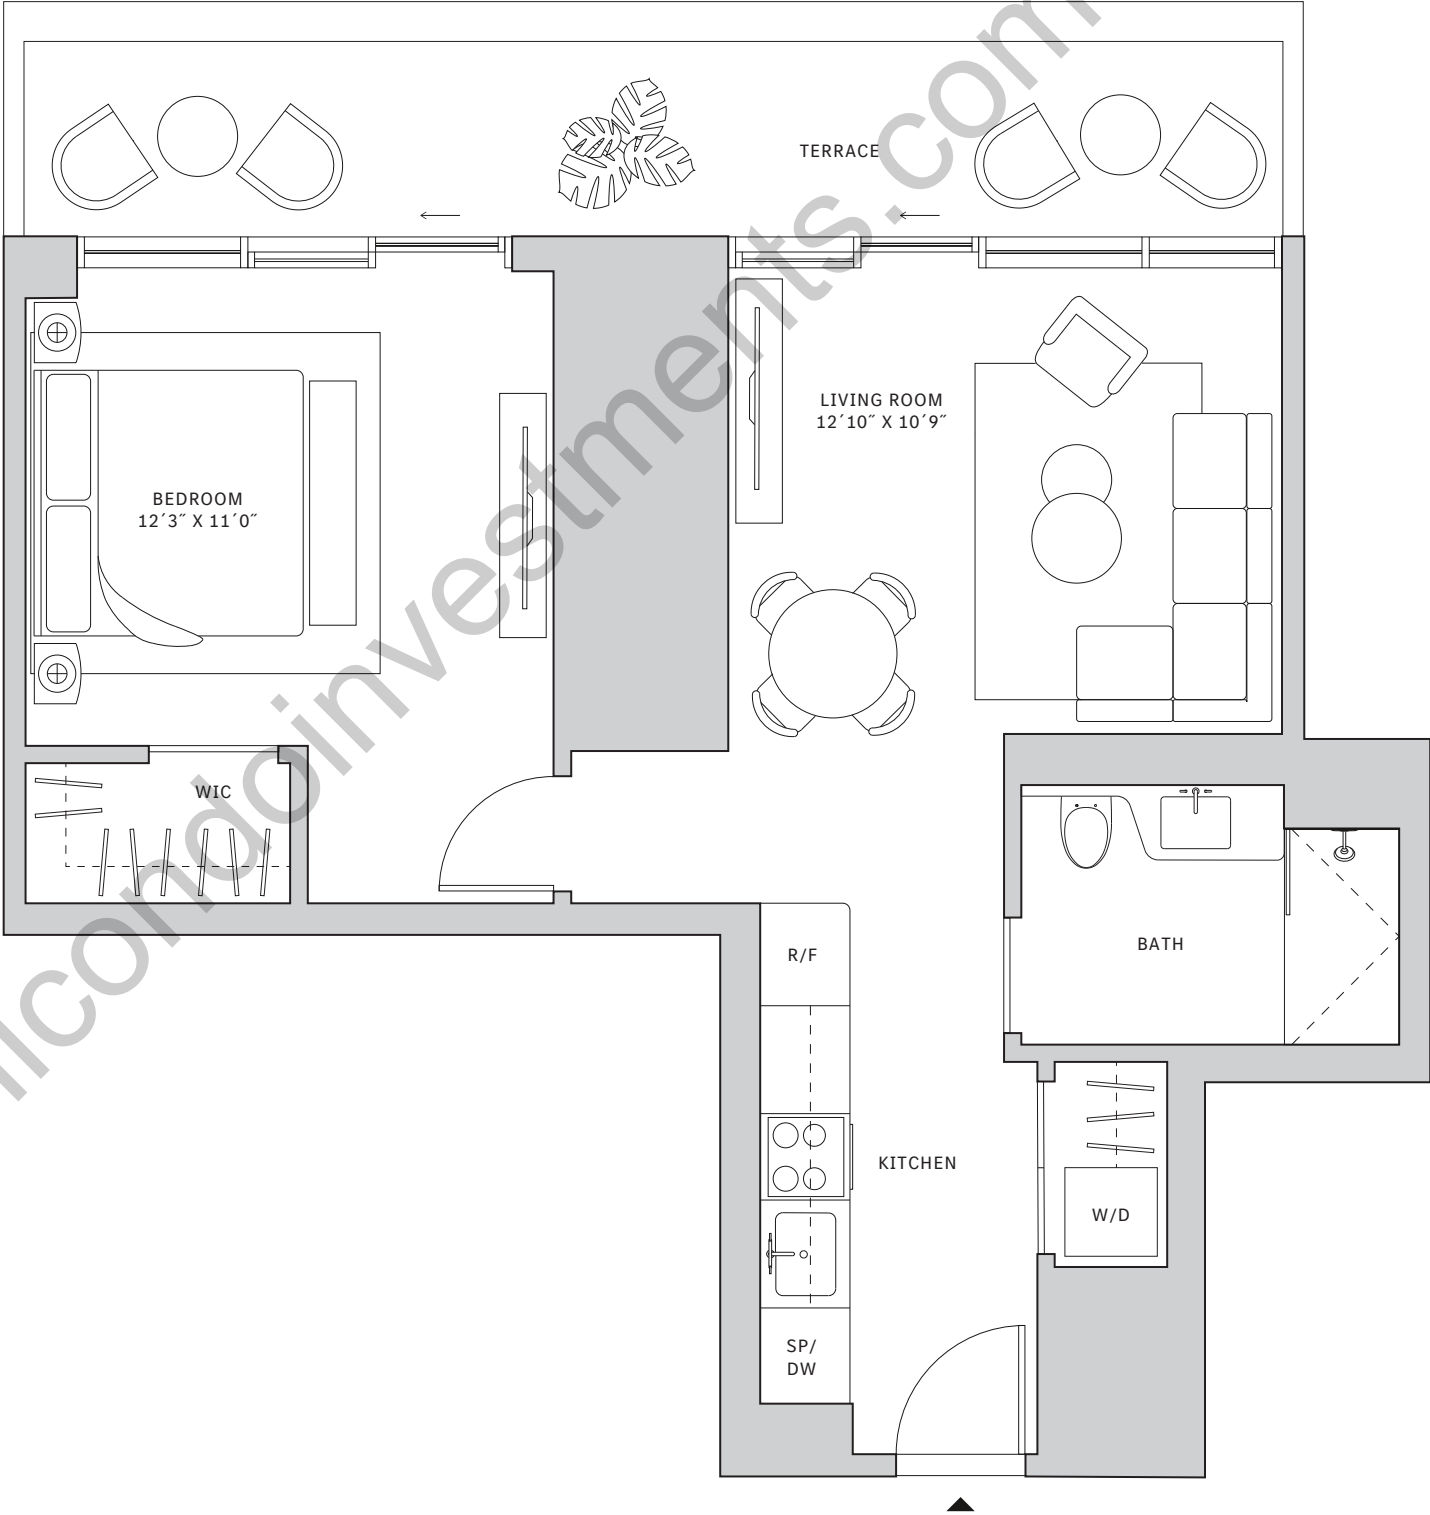 TERRACE
LIVING ROOM
12´10˝ X 10´9˝
BEDROOM
12´3˝ X 11´0˝
WIC
BATH
R/F
KITCHEN
W/D
SP/
DW
condoinvestments.com